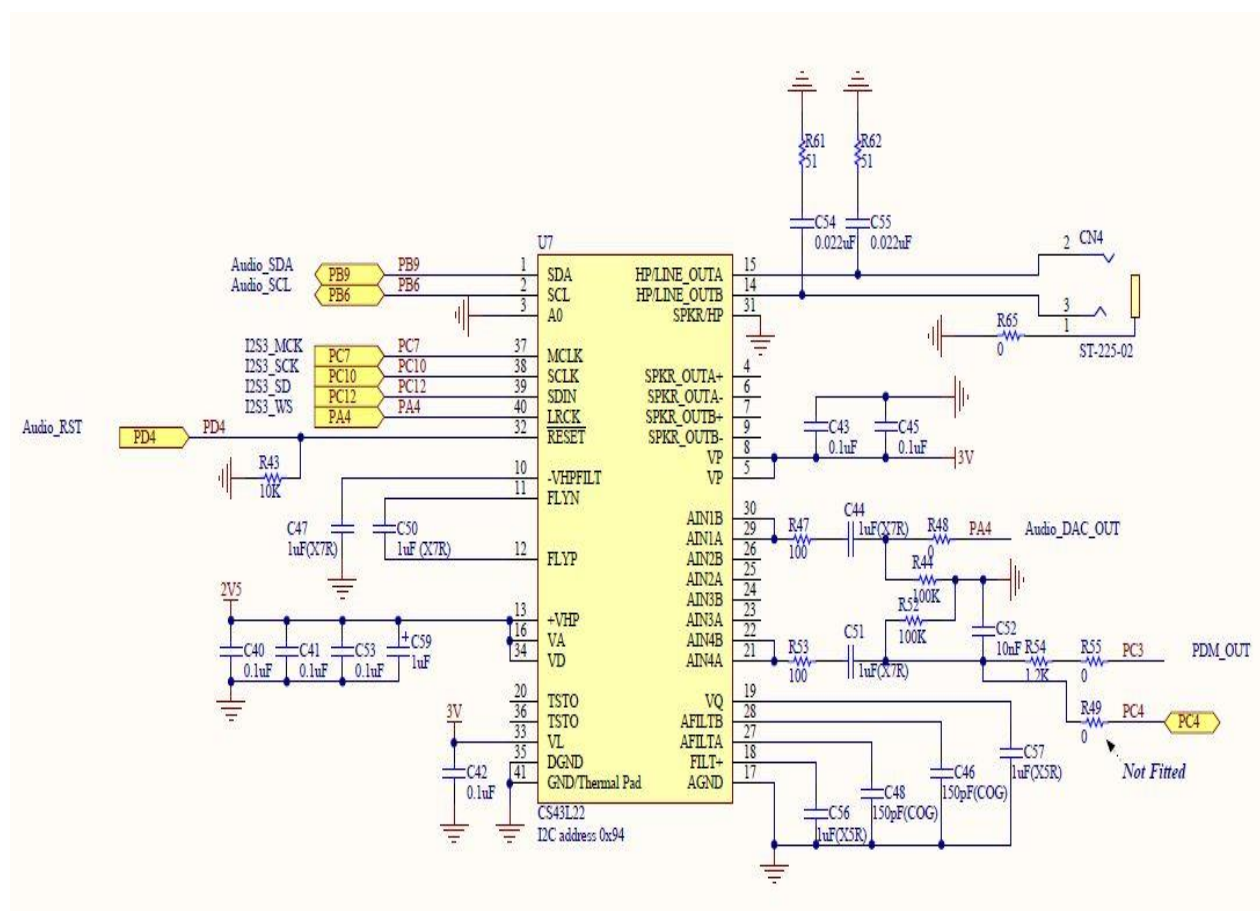 R61
51
R62
51
C54
0.022uF
C55
0.022uF
U7
2 CN4
Audio_SDA PB9 PB9 1 SDA HP/LINE_OUTA 15
Audio_SCL PB6 PB6 2 SCL HP/LINE_OUTB 14
3 A0 SPKR/HP 31
3
1
R65
0
ST-225-02
I2S3_MCK PC7 PC7 37 MCLK
I2S3_SCK PC10 PC10 38 SCLK
I2S3_SD PC12 PC12 39 SDIN
I2S3_WS PA4 PA4 40 LRCK
Audio_RST PD4 PD4 32 RESET
SPKR_OUTA+ 4
SPKR_OUTA- 6
SPKR_OUTB+ 7
SPKR_OUTB- 9
VP 8
VP 5
C43
0.1uF
C45
0.1uF
3V
R43
10K
10 -VHPFILT
11 FLYN
12 FLYP
C47
1uF(X7R)
C50
1uF (X7R)
AIN1B 30
AIN1A 29
AIN2B 26
AIN2A 25
AIN3B 24
AIN3A 23
AIN4B 22
AIN4A 21
R47
100
C44
1uF(X7R)
R48
0
PA4 Audio_DAC_OUT
R44
100K
R52
100K
C52
10nF
R53
100
C51
1uF(X7R)
R54
1.2K
R55
0
PC3 PDM_OUT
R49
0
PC4 PC4
Not Fitted
2V5
13 +VHP
16 VA
34 VD
C40
0.1uF
C41
0.1uF
C53
0.1uF
+ C59
1uF
20 TSTO
36 TSTO
33 VL
35 DGND
41 GND/Thermal Pad
3V
C42
0.1uF
VQ 19
AFILTB 28
AFILTA 27
FILT+ 18
AGND 17
C57
1uF(X5R)
C46
150pF(COG)
C48
150pF(COG)
C56
1uF(X5R)
CS43L22
I2C address 0x94